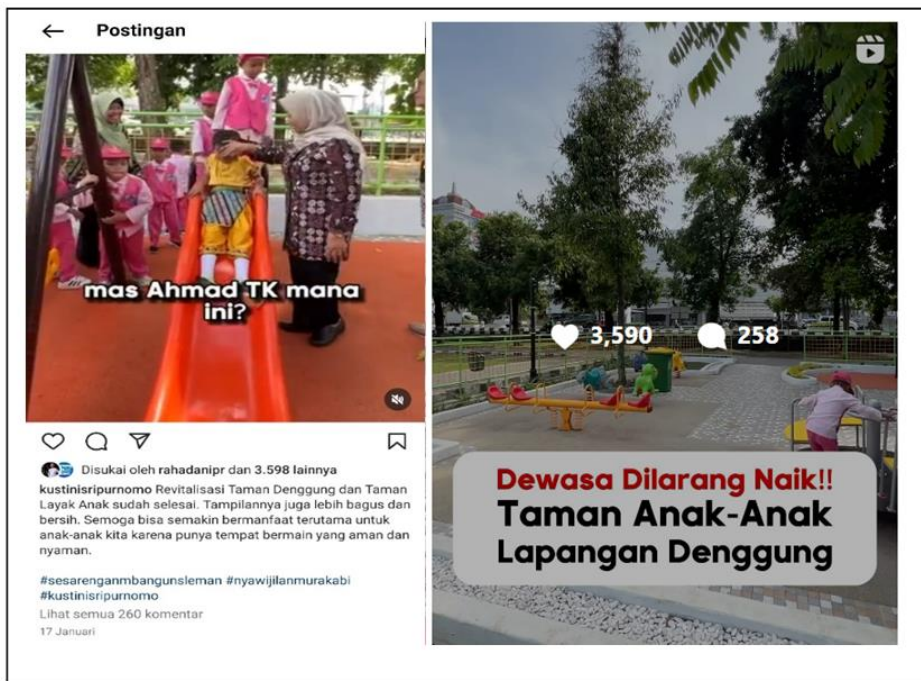 Postingan
mas Ahmad TK mana
ini?
Disukai oleh rahadanipr dan 3.598 lainnya
kustinisripurnomo Revitalisasi Taman Denggung dan Taman
Layak Anak sudah selesai. Tampilannya juga lebih bagus dan
bersih. Semoga bisa semakin bermanfaat terutama untuk
anak-anak kita karena punya tempat bermain yang aman dan
nyaman.
#sesarenganmbangunsleman #nyawijilanmurakabi
#kustinisripurnomo
Lihat semua 260 komentar
17 Januari
3,590 258
Dewasa Dilarang Naik!!
Taman Anak-Anak
Lapangan Denggung